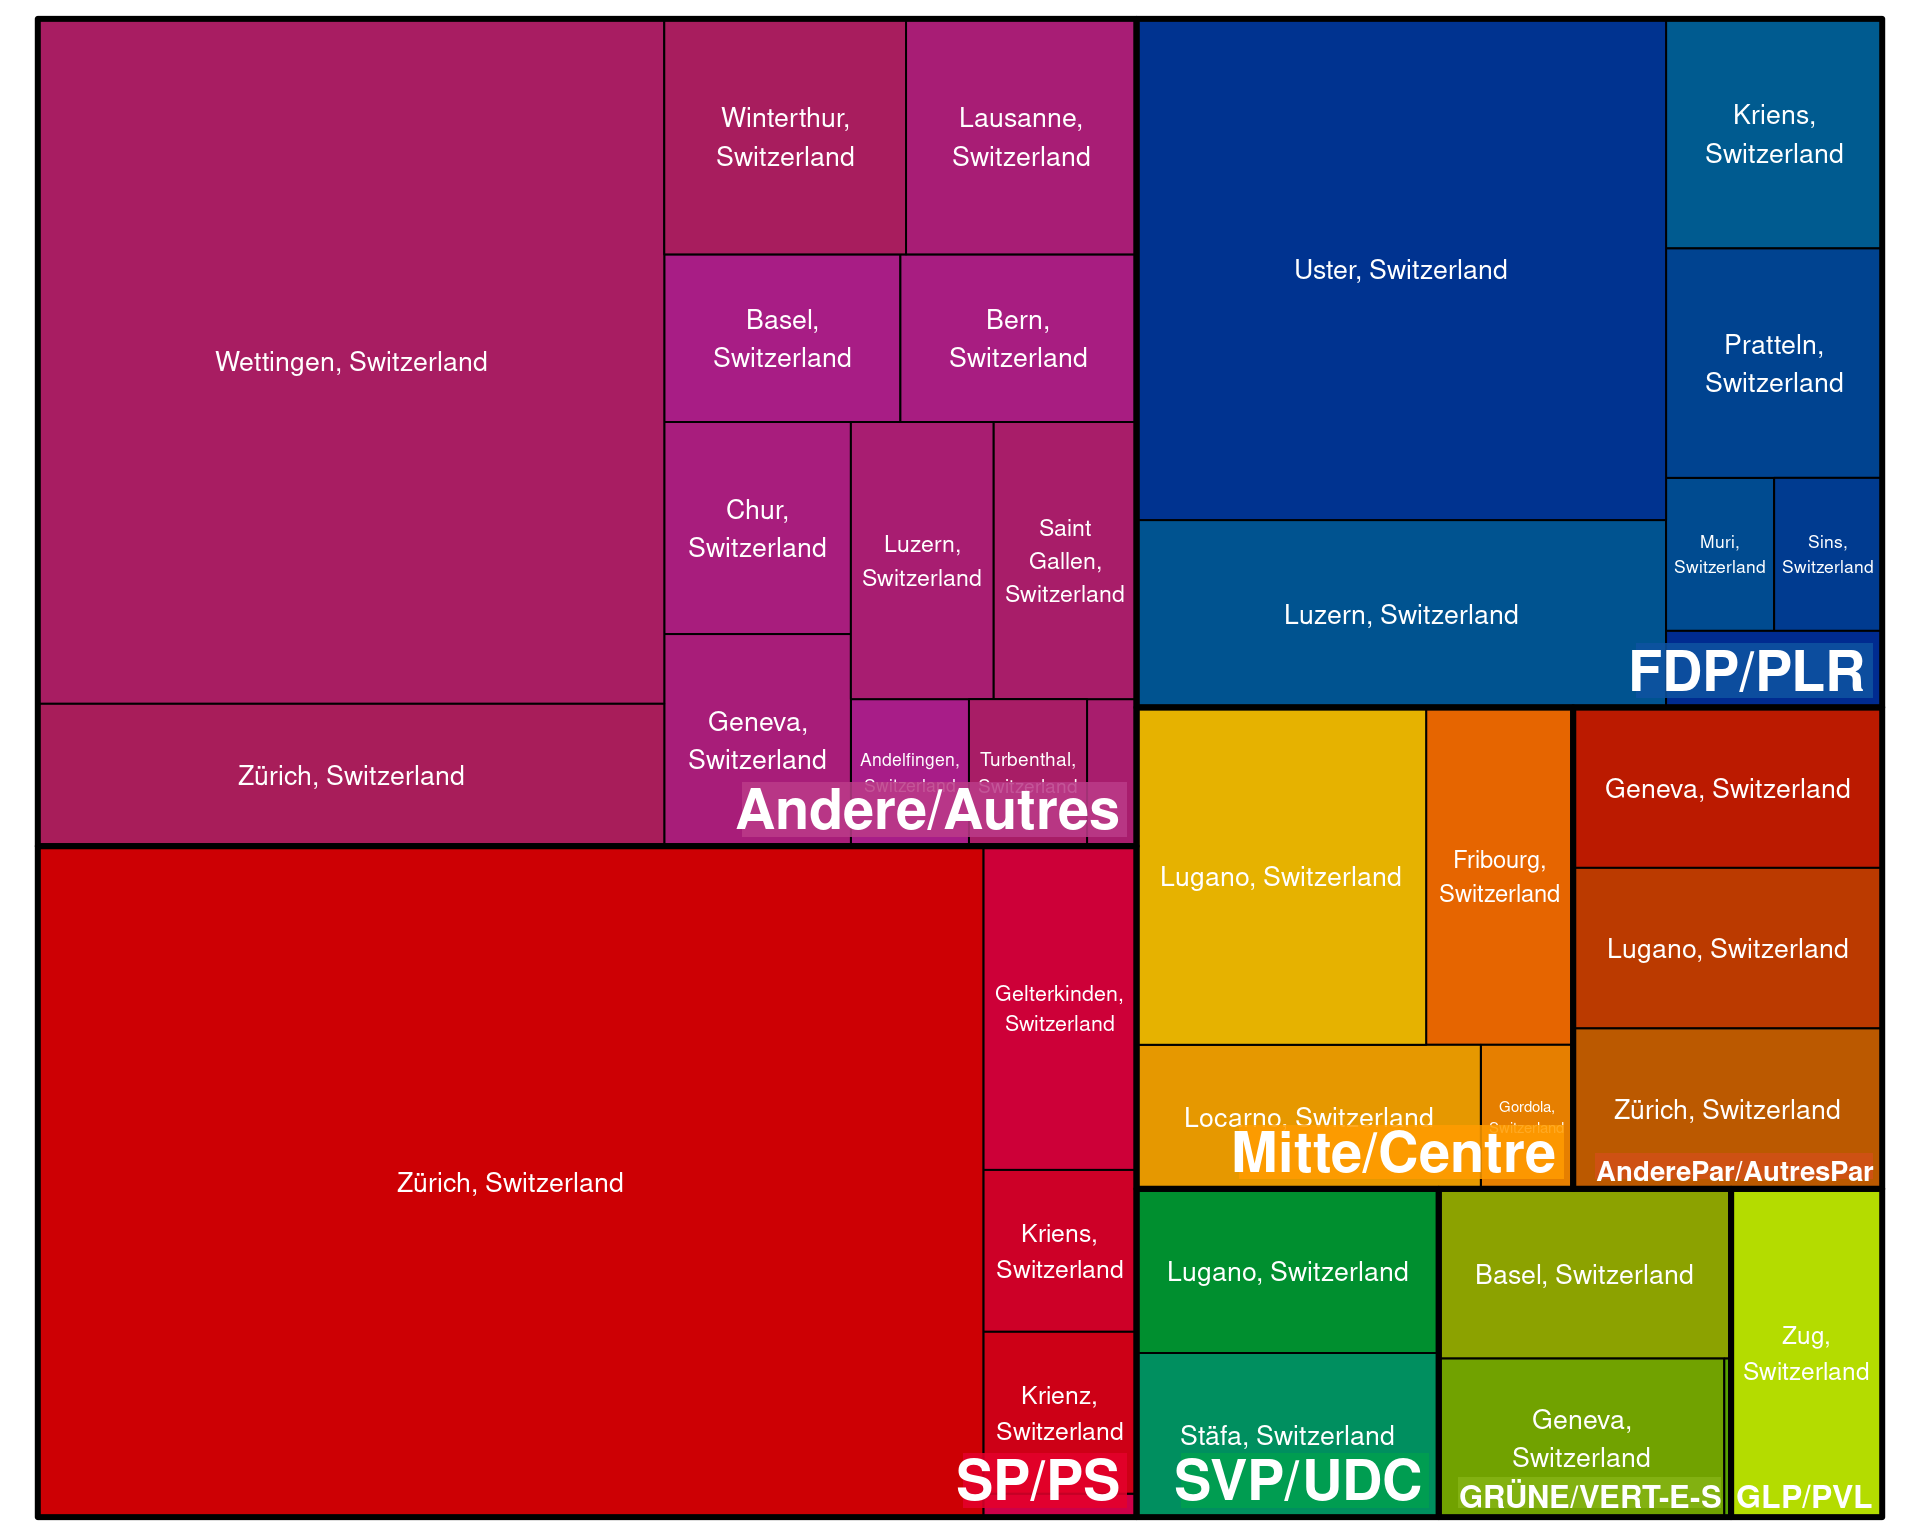 Wettingen, Switzerland
Zürich, Switzerland
Winterthur,
Switzerland
Lausanne,
Switzerland
Basel,
Switzerland
Bern,
Switzerland
Chur,
Switzerland
Luzern,
Switzerland
Saint
Gallen,
Switzerland
Geneva,
Switzerland
Andelfingen,
Switzerland
Turbenthal,
Switzerland
Andere/Autres
Zürich, Switzerland
Gelterkinden,
Switzerland
Kriens,
Switzerland
Krienz,
Switzerland
SP/PS
Uster, Switzerland
Luzern, Switzerland
Kriens,
Switzerland
Pratteln,
Switzerland
Muri,
Switzerland
Sins,
Switzerland
FDP/PLR
Lugano, Switzerland
Fribourg,
Switzerland
Locarno, Switzerland
Gordola,
Switzerland
Mitte/Centre
Geneva, Switzerland
Lugano, Switzerland
Zürich, Switzerland
AnderePar/AutresPar
Lugano, Switzerland
Stäfa, Switzerland
SVP/UDC
Basel, Switzerland
Geneva,
Switzerland
GRÜNE/VERT-E-S
Zug,
Switzerland
GLP/PVL